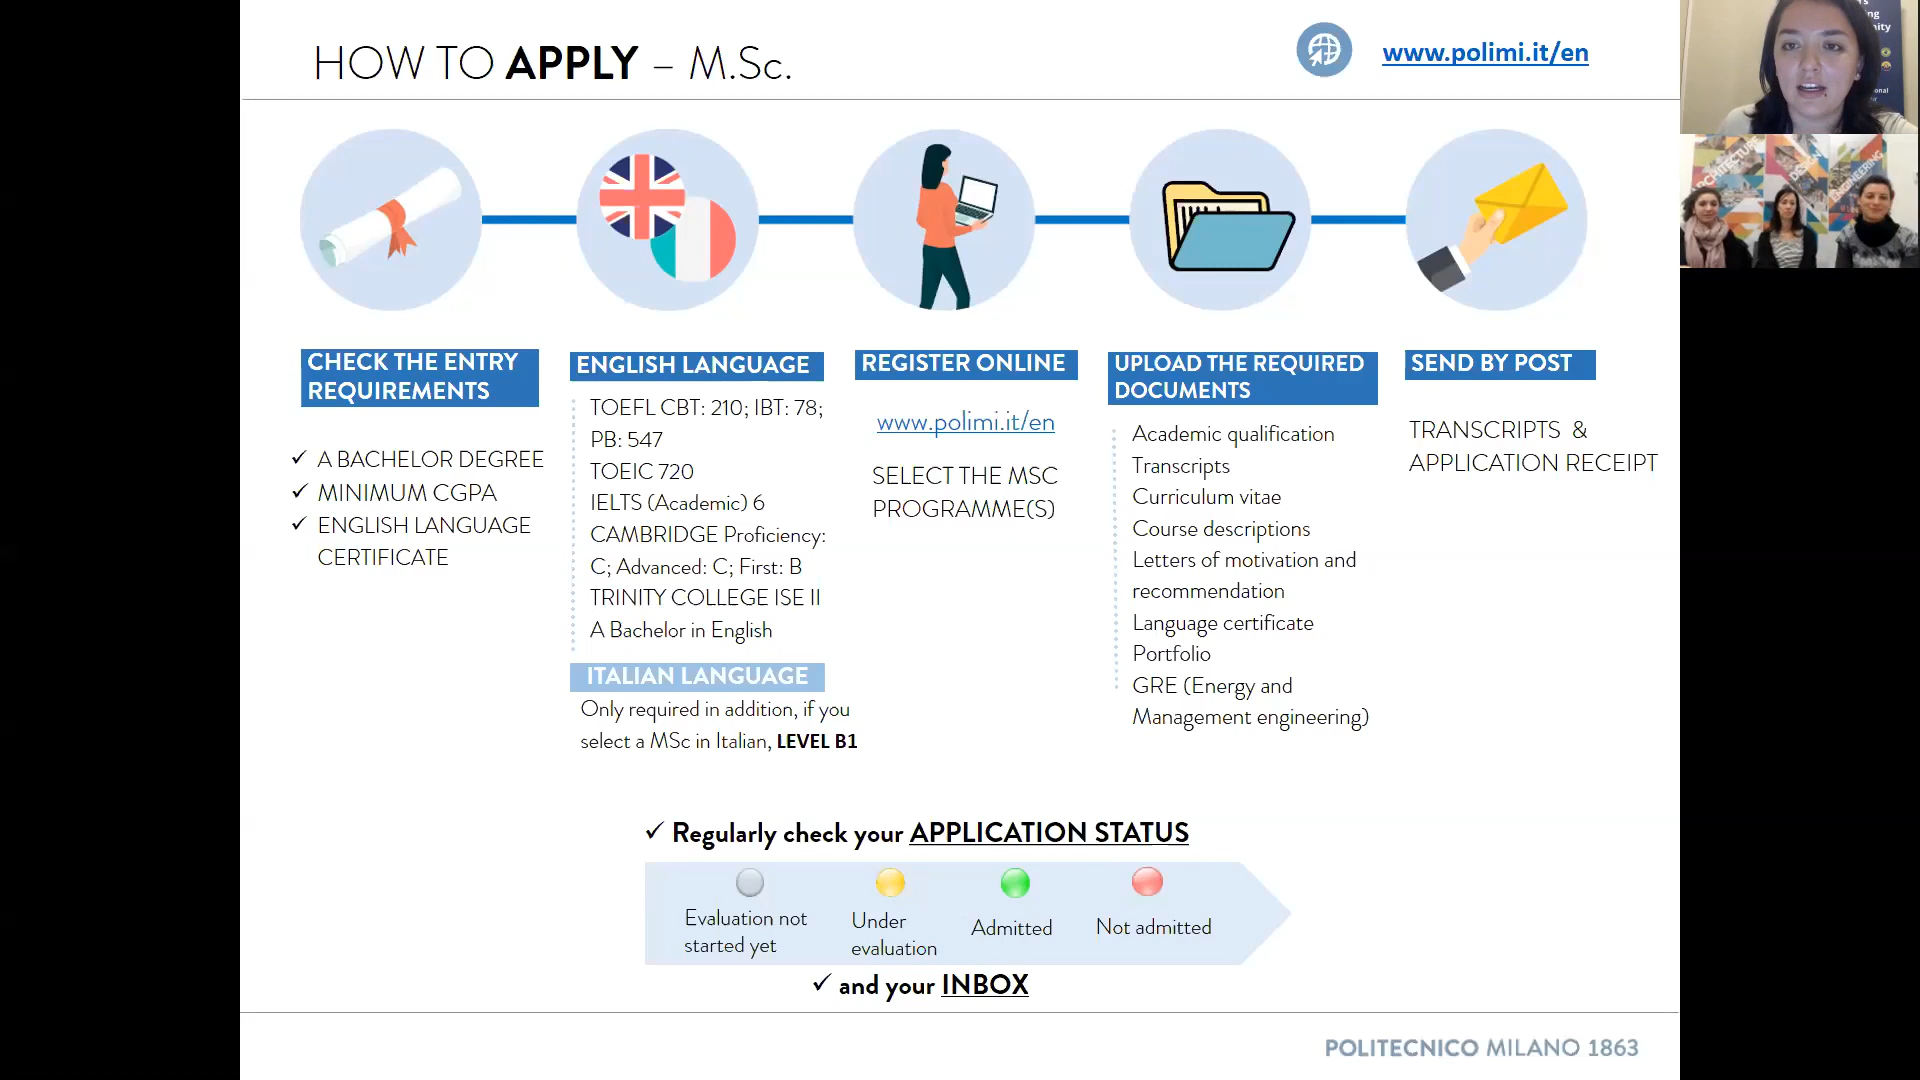 HOW TO APPLY – M.Sc.
www.polimi.it/en
CHECK THE ENTRY
REQUIREMENTS
✓ A BACHELOR DEGREE
✓ MINIMUM CGPA
✓ ENGLISH LANGUAGE
CERTIFICATE
ENGLISH LANGUAGE
TOEFL CBT: 210; IBT: 78;
PB: 547
TOEIC 720
IELTS (Academic) 6
CAMBRIDGE Proficiency:
C; Advanced: C; First: B
TRINITY COLLEGE ISE II
A Bachelor in English
ITALIAN LANGUAGE
Only required in addition, if you
select a MSc in Italian, LEVEL B1
REGISTER ONLINE
www.polimi.it/en
SELECT THE MSC
PROGRAMME(S)
UPLOAD THE REQUIRED
DOCUMENTS
Academic qualification
Transcripts
Curriculum vitae
Course descriptions
Letters of motivation and
recommendation
Language certificate
Portfolio
GRE (Energy and
Management engineering)
SEND BY POST
TRANSCRIPTS &
APPLICATION RECEIPT
✓ Regularly check your APPLICATION STATUS
Evaluation not
started yet
Under
evaluation
Admitted
Not admitted
✓ and your INBOX
POLITECNICO MILANO 1863
ARCHITECTURE
DESIGN
ENGINEERING